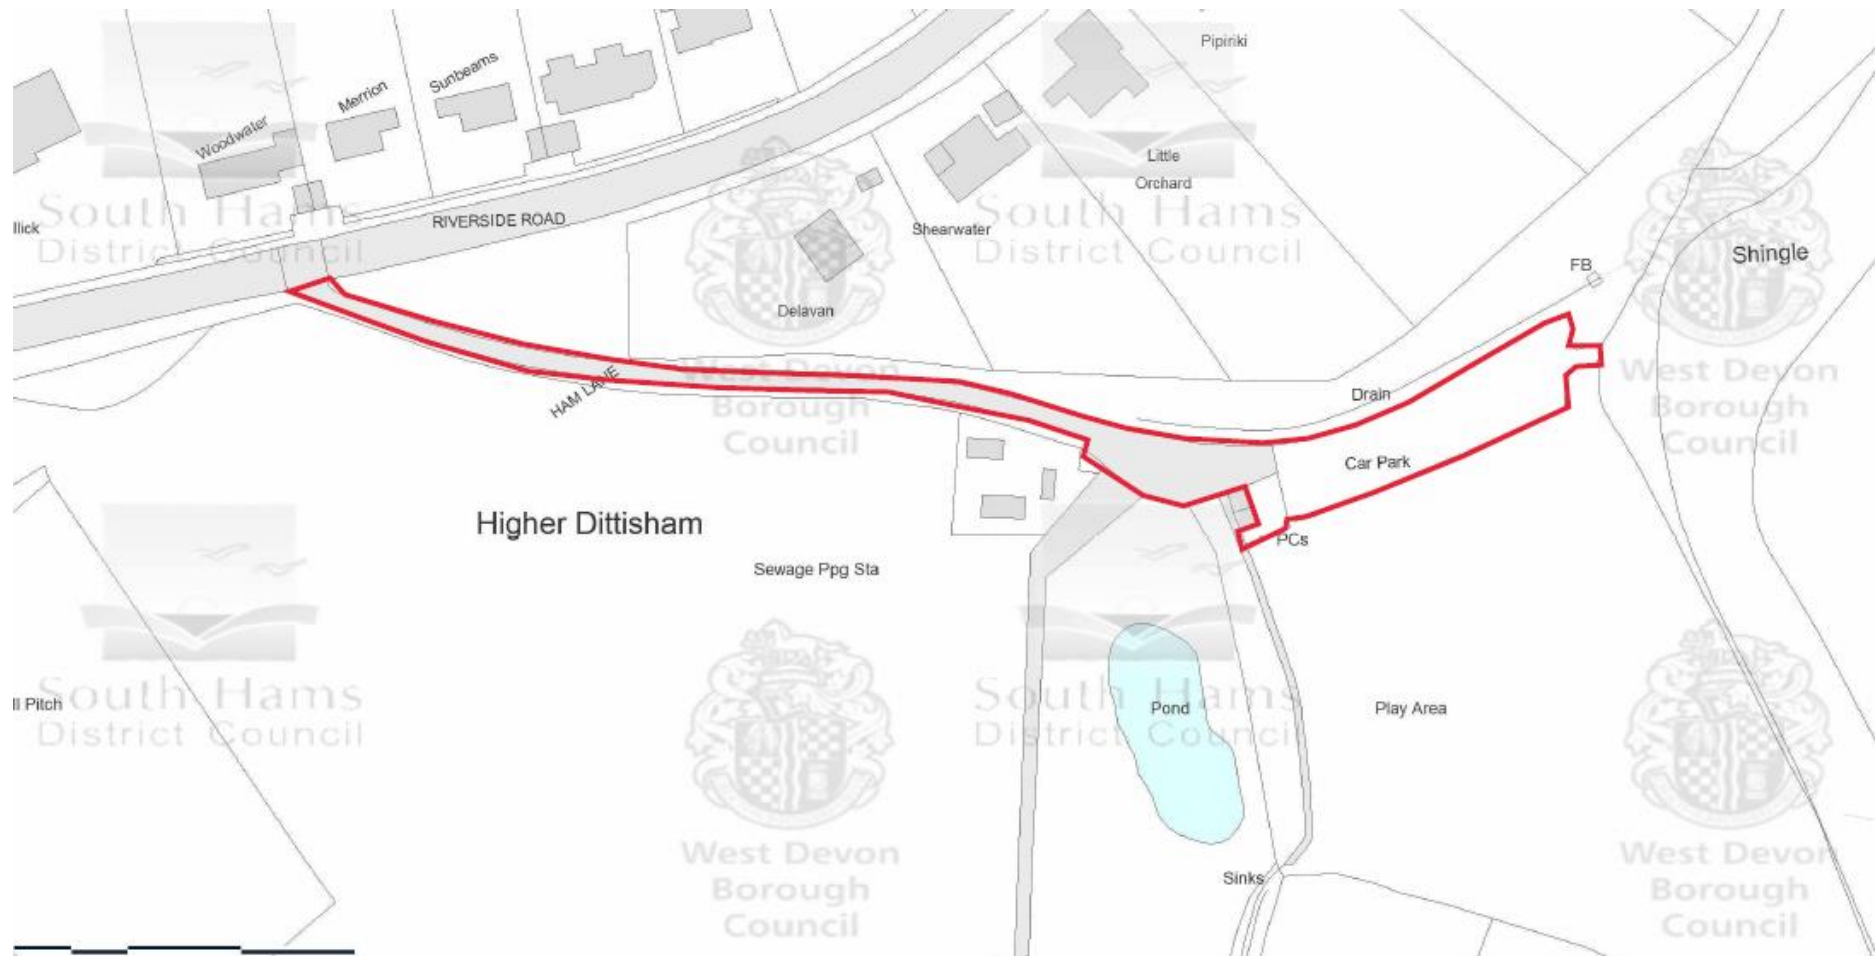 Pipiriki
Sunbeams
Merrion
Woodwater
Little
Orchard
South Hams
District Council
RIVERSIDE ROAD
llick
Shearwater
South Hams
District Council
Shingle
FB
Delavan
HAM LANE
West Devon
Borough
Council
Drain
West Devon
Borough
Council
Car Park
Higher Dittisham
PCs
Sewage Ppg Sta
ll Pitch
South Hams
District Council
South Hams
District Council
Pond
Play Area
Sinks
West Devon
Borough
Council
West Devon
Borough
Council